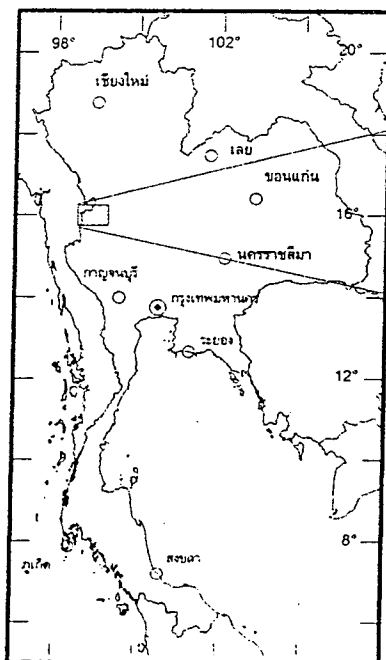 98° 102° 20°
เชียงใหม่
เลย
ขอนแก่น
16°
นครราชสีมา
กาญจนบุรี
กรุงเทพมหานคร
ระยอง
12°
8°
ภูเก็ต
สงขลา